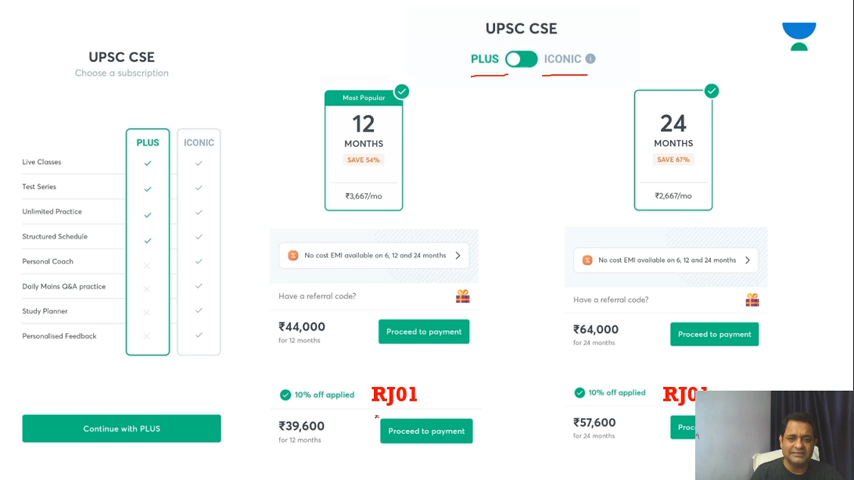 UPSC CSE
Choose a subscription
PLUS ICONIC
Live Classes
Test Series
Unlimited Practice
Structured Schedule
Personal Coach
Daily Mains Q&A practice
Study Planner
Personalised Feedback
Continue with PLUS
UPSC CSE
PLUS ICONIC i
Most Popular
12
MONTHS
SAVE 54%
₹3,667/mo
No cost EMI available on 6, 12 and 24 months
Have a referral code?
₹44,000
for 12 months
Proceed to payment
10% off applied RJ01
₹39,600
for 12 months
Proceed to payment
24
MONTHS
SAVE 67%
₹2,667/mo
No cost EMI available on 6, 12 and 24 months
Have a referral code?
₹64,000
for 24 months
Proceed to payment
10% off applied RJ01
₹57,600
for 24 months